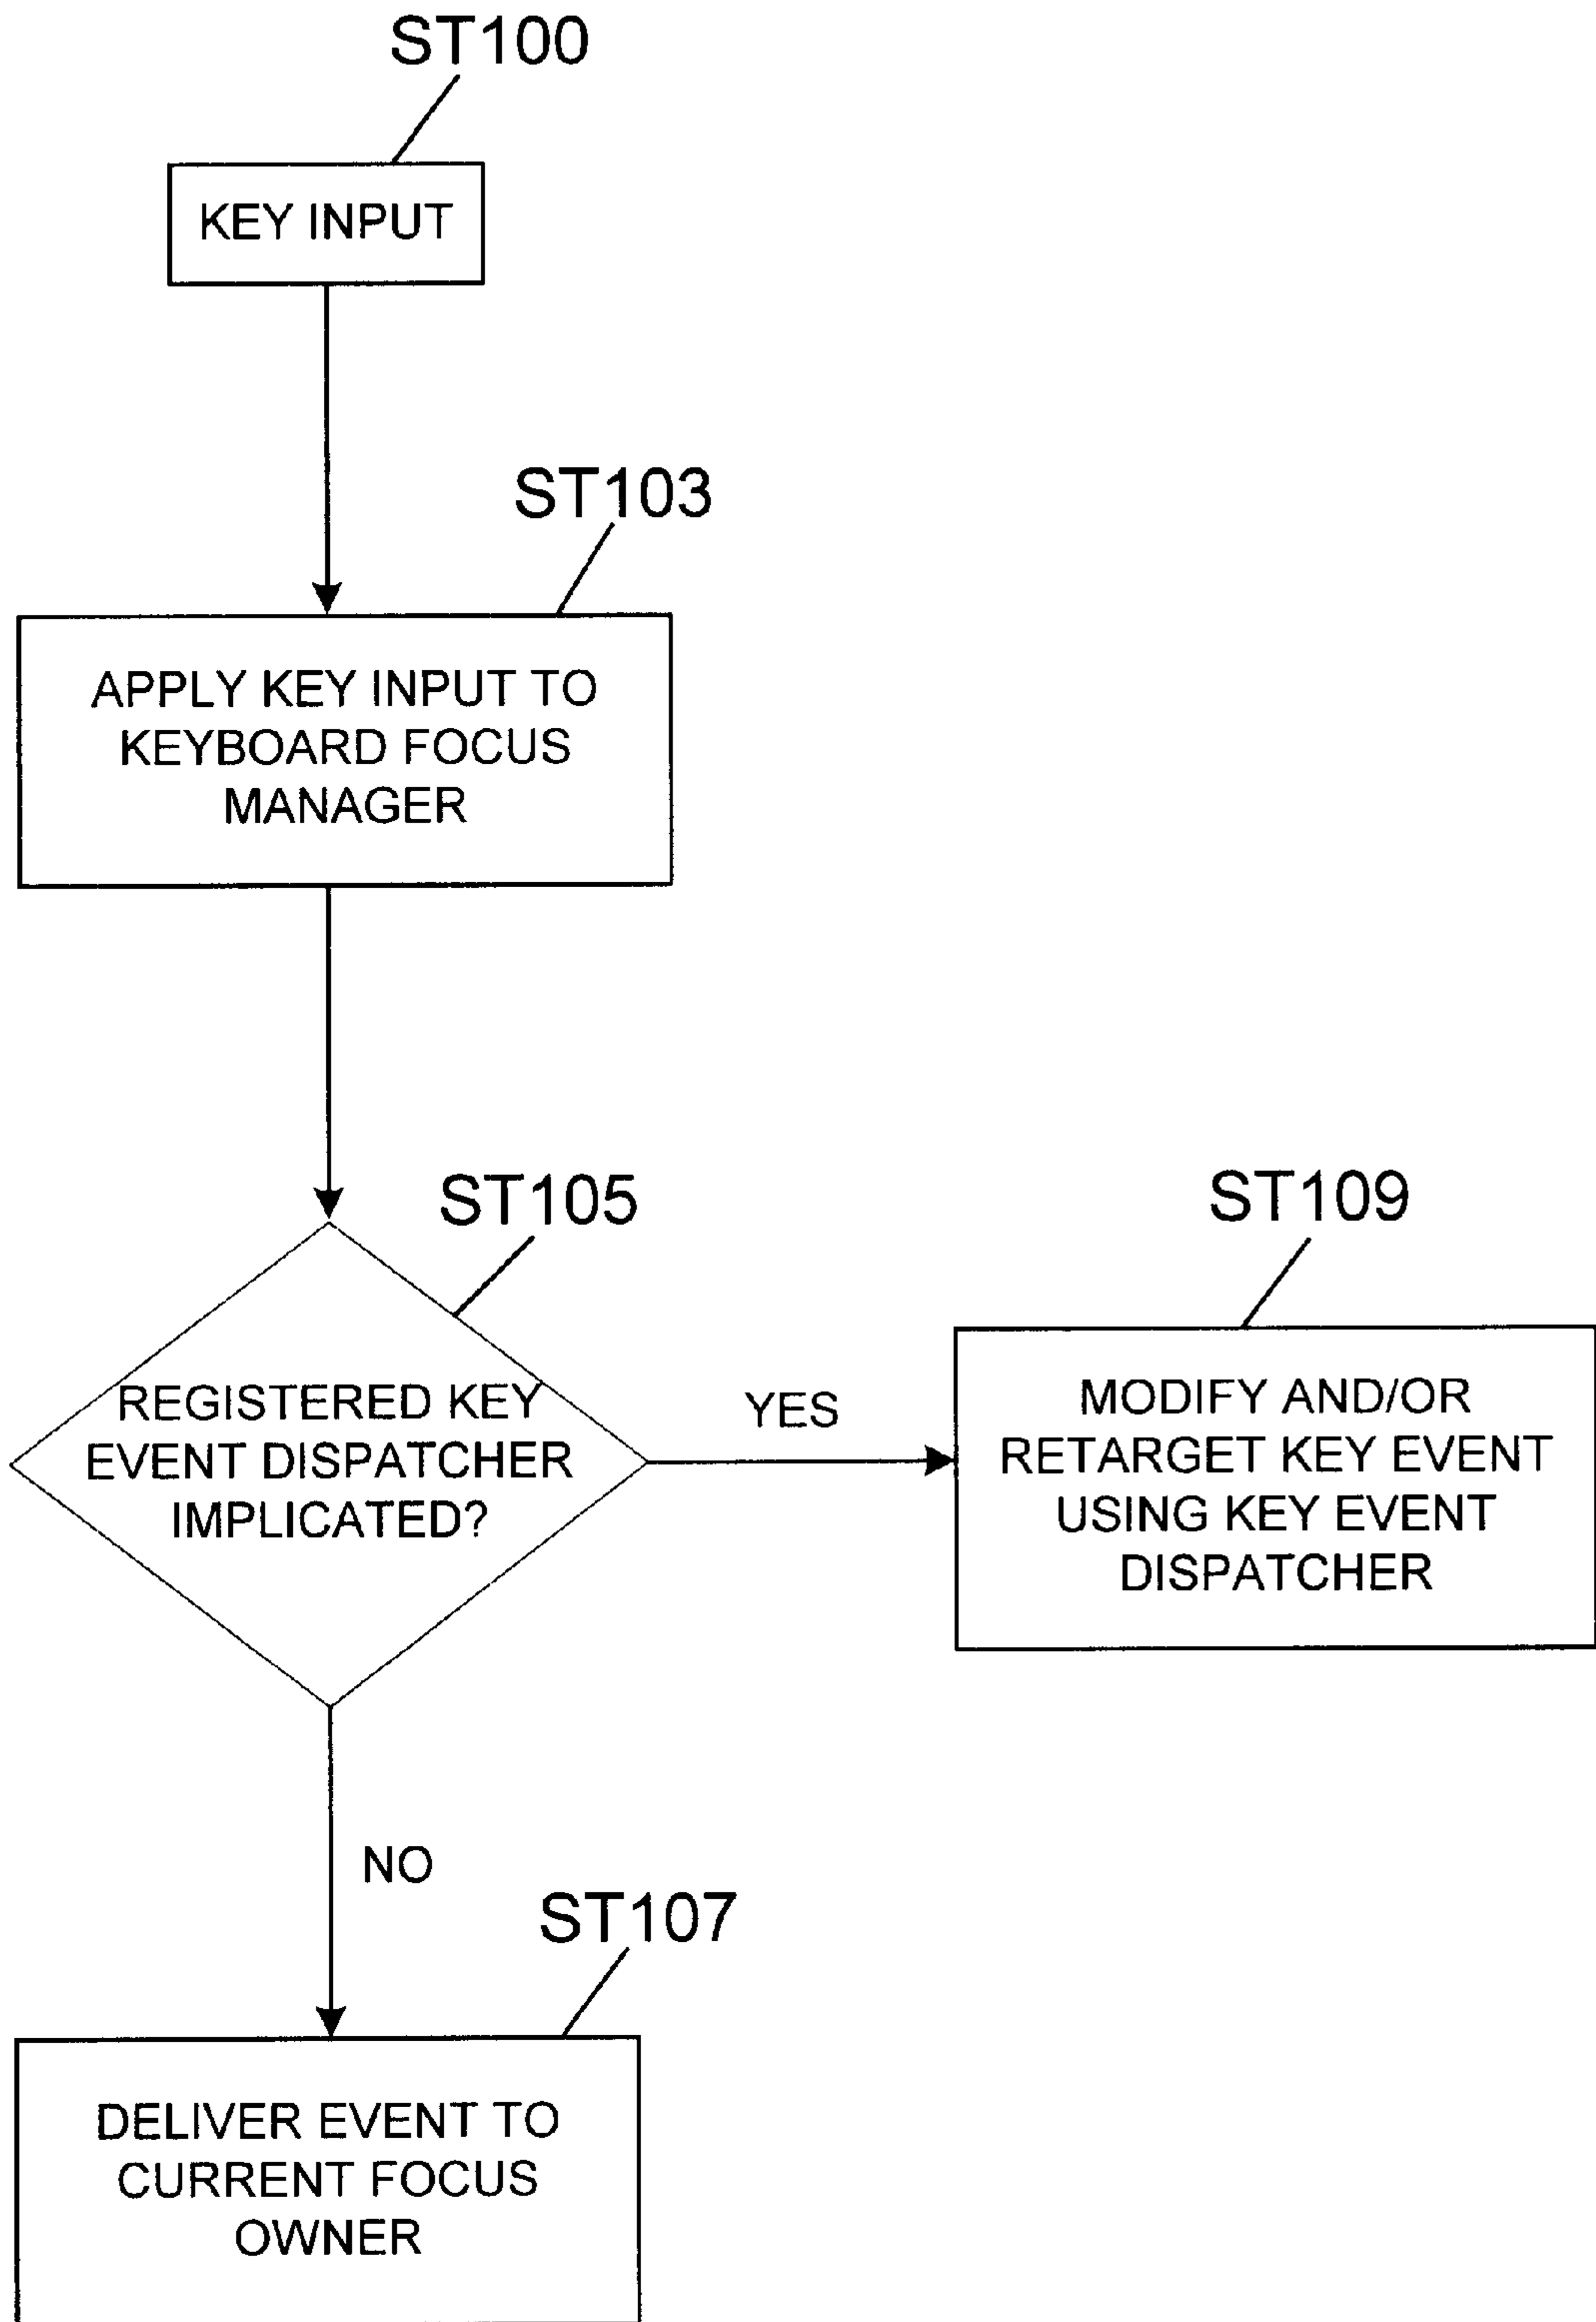 ST100
KEY INPUT
ST103
APPLY KEY INPUT TO
KEYBOARD FOCUS
MANAGER
ST105
REGISTERED KEY
EVENT DISPATCHER
IMPLICATED?
YES
ST109
MODIFY AND/OR
RETARGET KEY EVENT
USING KEY EVENT
DISPATCHER
NO
ST107
DELIVER EVENT TO
CURRENT FOCUS
OWNER